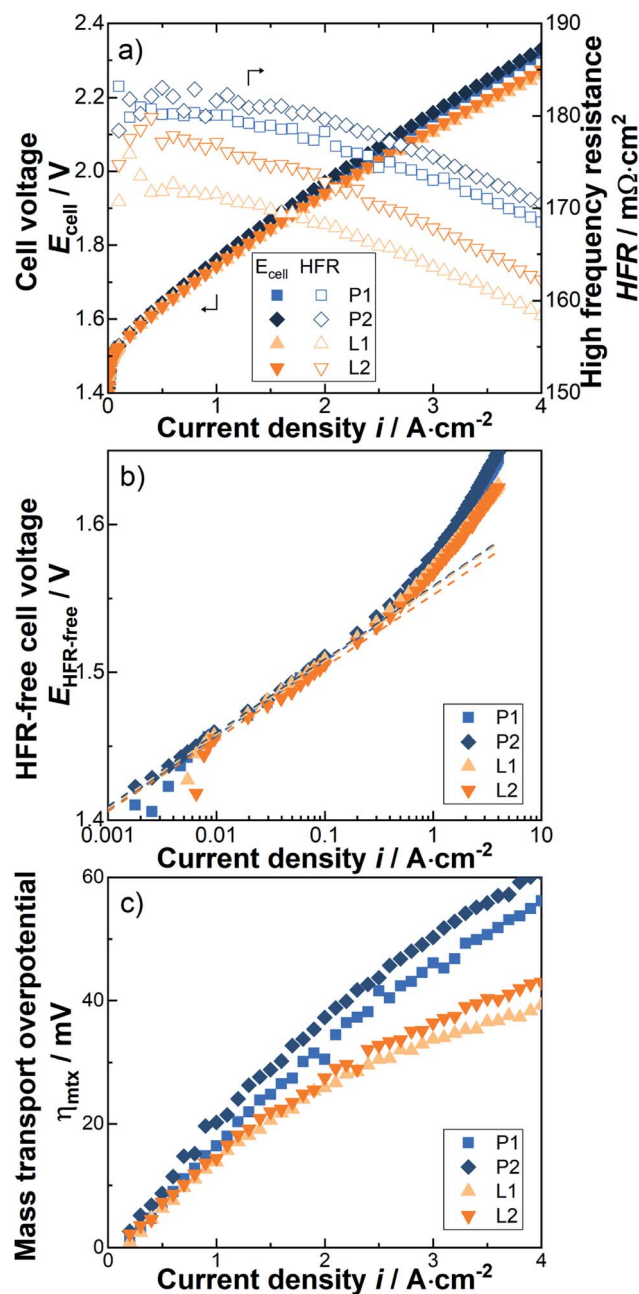 a)
Cell voltage
E_cell / V
2.4
2.2
2.0
1.8
1.6
1.4
190
180
170
160
150
High frequency resistance
HFR / mΩ·cm⁻²
E_cell HFR
P1
P2
L1
L2
0 1 2 3 4
Current density i / A·cm⁻²
b)
HFR-free cell voltage
E_HFR-free / V
1.6
1.5
1.4
P1
P2
L1
L2
0.001 0.01 0.1 1 10
Current density i / A·cm⁻²
c)
Mass transport overpotential
η_mtx / mV
60
40
20
0
P1
P2
L1
L2
0 1 2 3 4
Current density i / A·cm⁻²